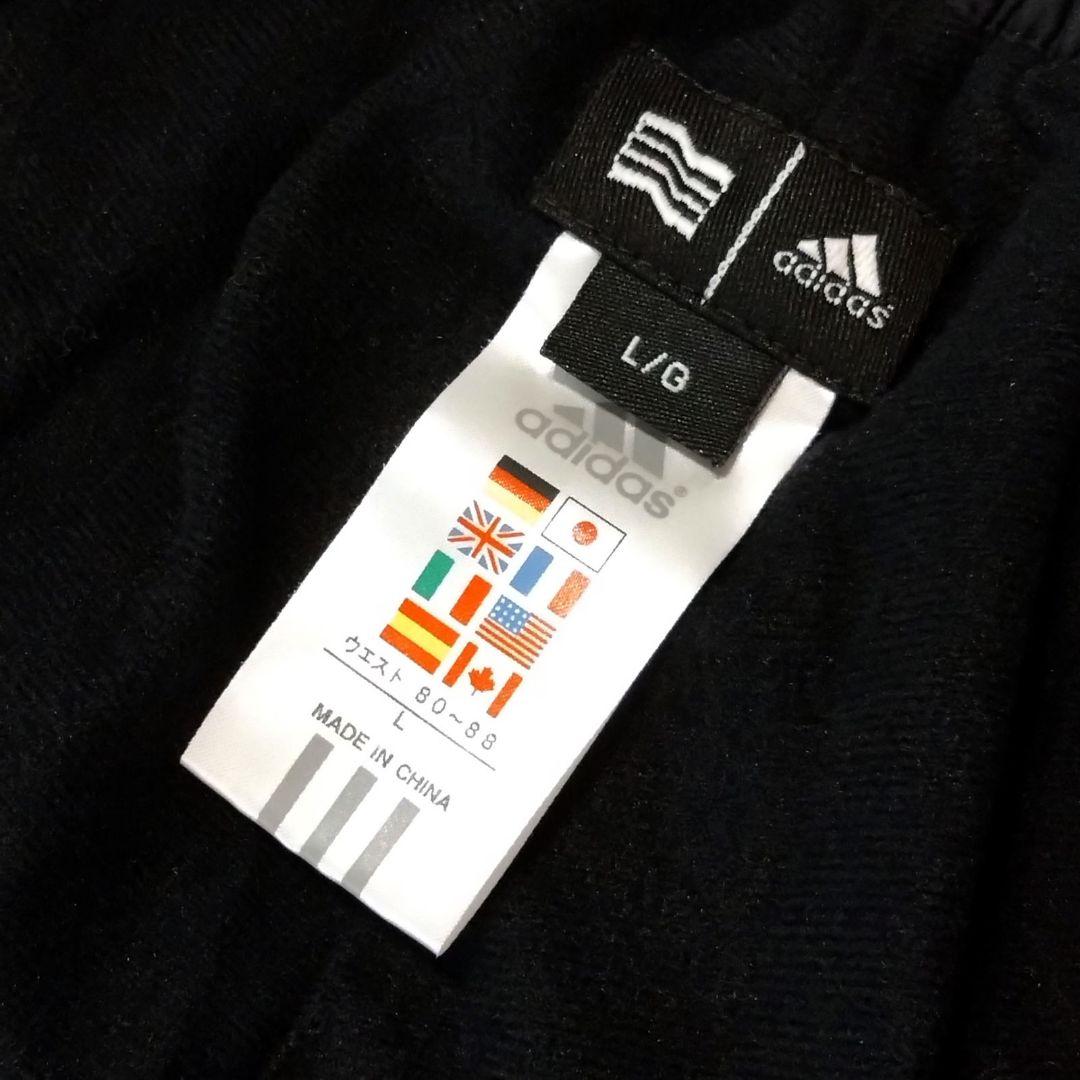 adidas
L/G
adidas®
ウエスト 80～88
L
MADE IN CHINA